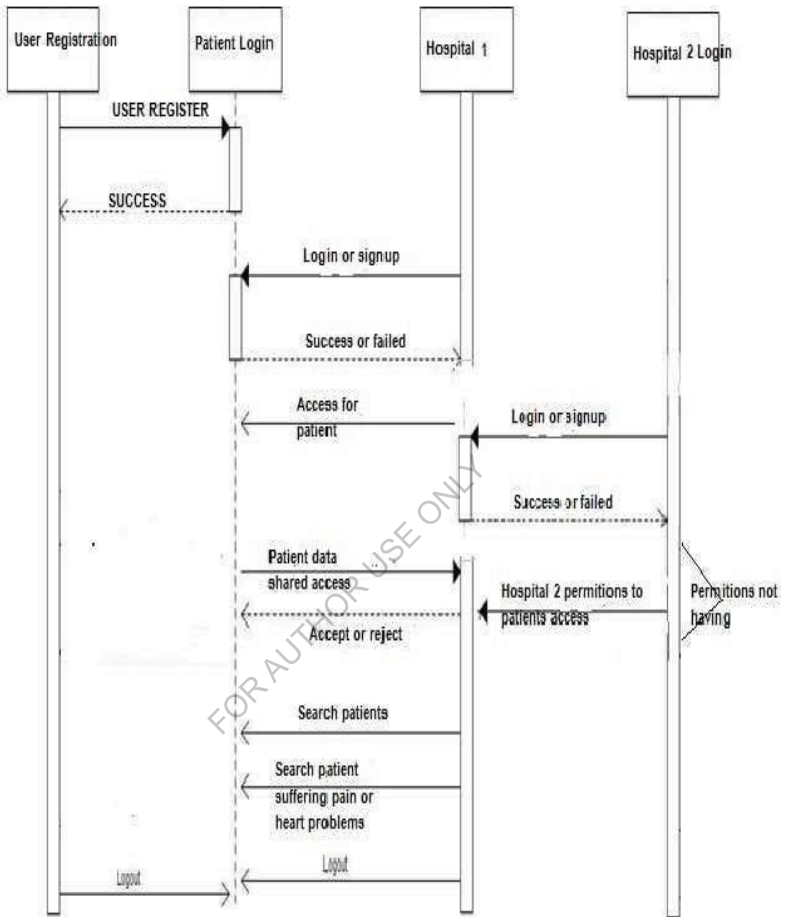 User Registration
Patient Login
Hospital 1
Hospital 2 Login
USER REGISTER
SUCCESS
Login or signup
Success or failed
Access for
patient
Login or signup
Success or failed
Patient data
shared access
Hospital 2 permitions to
patients access
Permitions not
having
Accept or reject
Search patients
Search patient
suffering pain or
heart problems
Logout
Logout
FOR AUTHOR USE ONLY